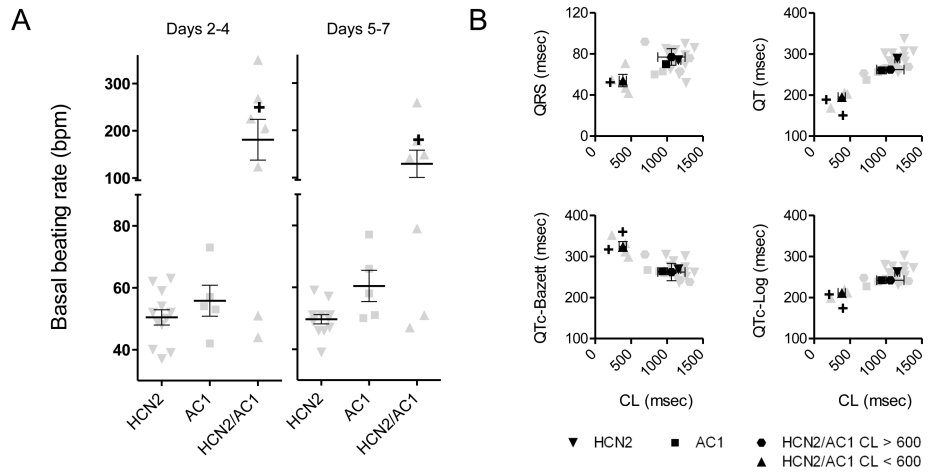 A
Days 2-4
Days 5-7
Basal beating rate (bpm)
300
200
100
80
60
40
HCN2
AC1
HCN2/AC1
HCN2
AC1
HCN2/AC1
B
QRS (msec)
120
80
40
0
0
500
1000
1500
QT (msec)
400
300
200
100
0
500
1000
1500
QTc-Bazett (msec)
400
300
200
100
0
500
1000
1500
CL (msec)
QTc-Log (msec)
400
300
200
100
0
500
1000
1500
CL (msec)
HCN2
AC1
HCN2/AC1 CL > 600
HCN2/AC1 CL < 600